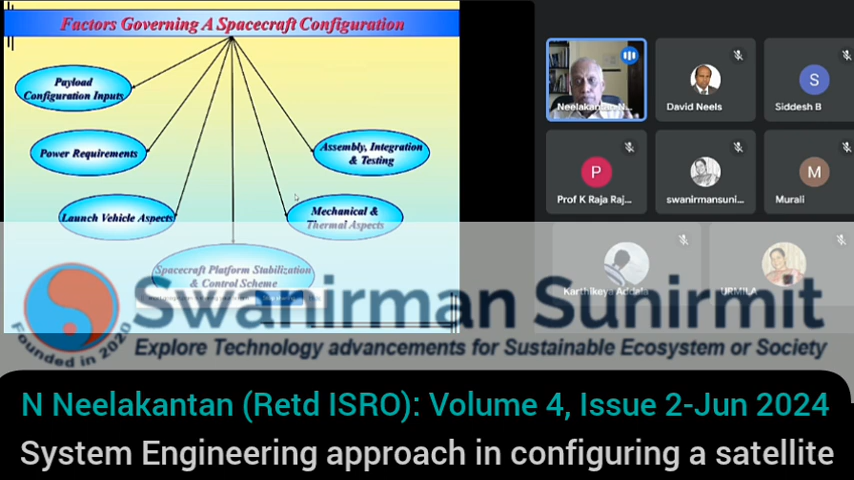 Factors Governing A Spacecraft Configuration
Payload
Configuration Inputs
Power Requirements
Assembly, Integration
& Testing
Launch Vehicle Aspects
Mechanical &
Thermal Aspects
Spacecraft Platform Stabilization
& Control Scheme
Neelakantan N...
David Neels
S
Siddesh B
P
Prof K Raja Raj...
swanirmansuni...
M
Murali
Karthikeya Addala
URMILA
Swanirman Sunirmit
Founded in 2020
Explore Technology advancements for Sustainable Ecosystem or Society
N Neelakantan (Retd ISRO): Volume 4, Issue 2-Jun 2024
System Engineering approach in configuring a satellite